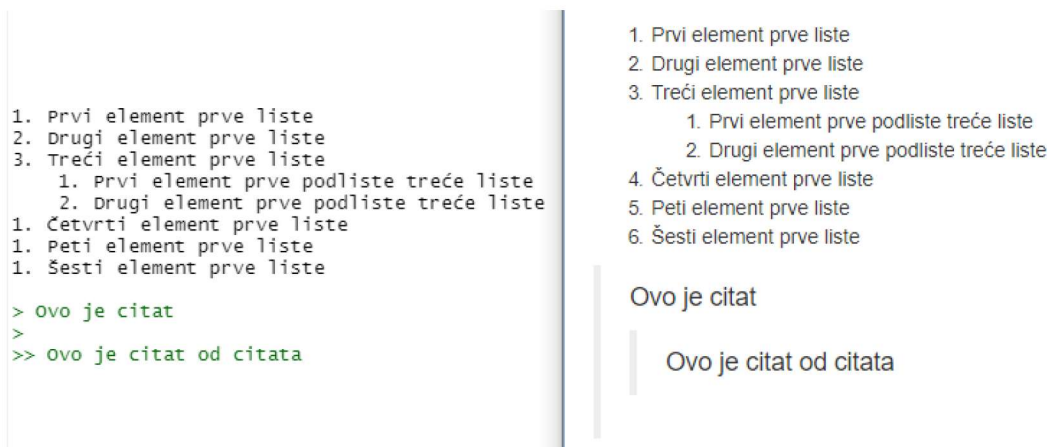 1. Prvi element prve liste
2. Drugi element prve liste
3. Treći element prve liste
1. Prvi element prve podliste treće liste
2. Drugi element prve podliste treće liste
1. Četvrti element prve liste
1. Peti element prve liste
1. Šesti element prve liste
> Ovo je citat
>
>> Ovo je citat od citata
1. Prvi element prve liste
2. Drugi element prve liste
3. Treći element prve liste
1. Prvi element prve podliste treće liste
2. Drugi element prve podliste treće liste
4. Četvrti element prve liste
5. Peti element prve liste
6. Šesti element prve liste
Ovo je citat
Ovo je citat od citata